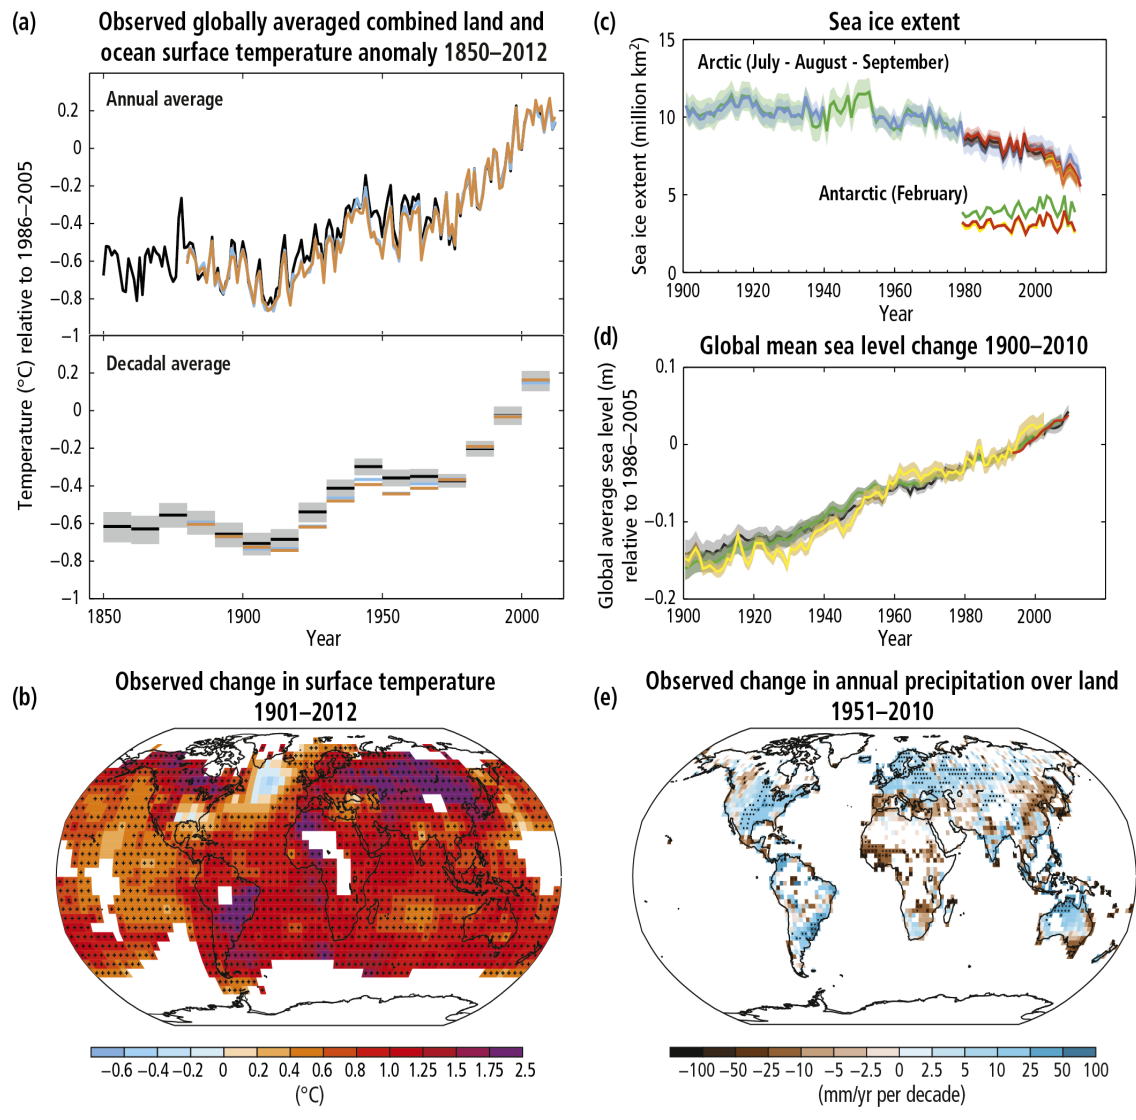 (a)
Observed globally averaged combined land and
ocean surface temperature anomaly 1850–2012
Annual average
0.2
0
−0.2
−0.4
−0.6
−0.8
−1
Temperature (°C) relative to 1986–2005
Decadal average
0.2
0
−0.2
−0.4
−0.6
−0.8
−1
1850
1900
1950
2000
Year
(b)
Observed change in surface temperature
1901–2012
−0.6
−0.4
−0.2
0
0.2
0.4
0.6
0.8
1.0
1.25
1.5
1.75
2.5
(°C)
(c)
Sea ice extent
Arctic (July - August - September)
Antarctic (February)
Sea ice extent (million km²)
15
10
5
0
1900
1920
1940
1960
1980
2000
Year
(d)
Global mean sea level change 1900–2010
Global average sea level (m)
relative to 1986–2005
0.1
0
−0.1
−0.2
1900
1920
1940
1960
1980
2000
Year
(e)
Observed change in annual precipitation over land
1951–2010
−100
−50
−25
−10
−5
−2.5
0
2.5
5
10
25
50
100
(mm/yr per decade)